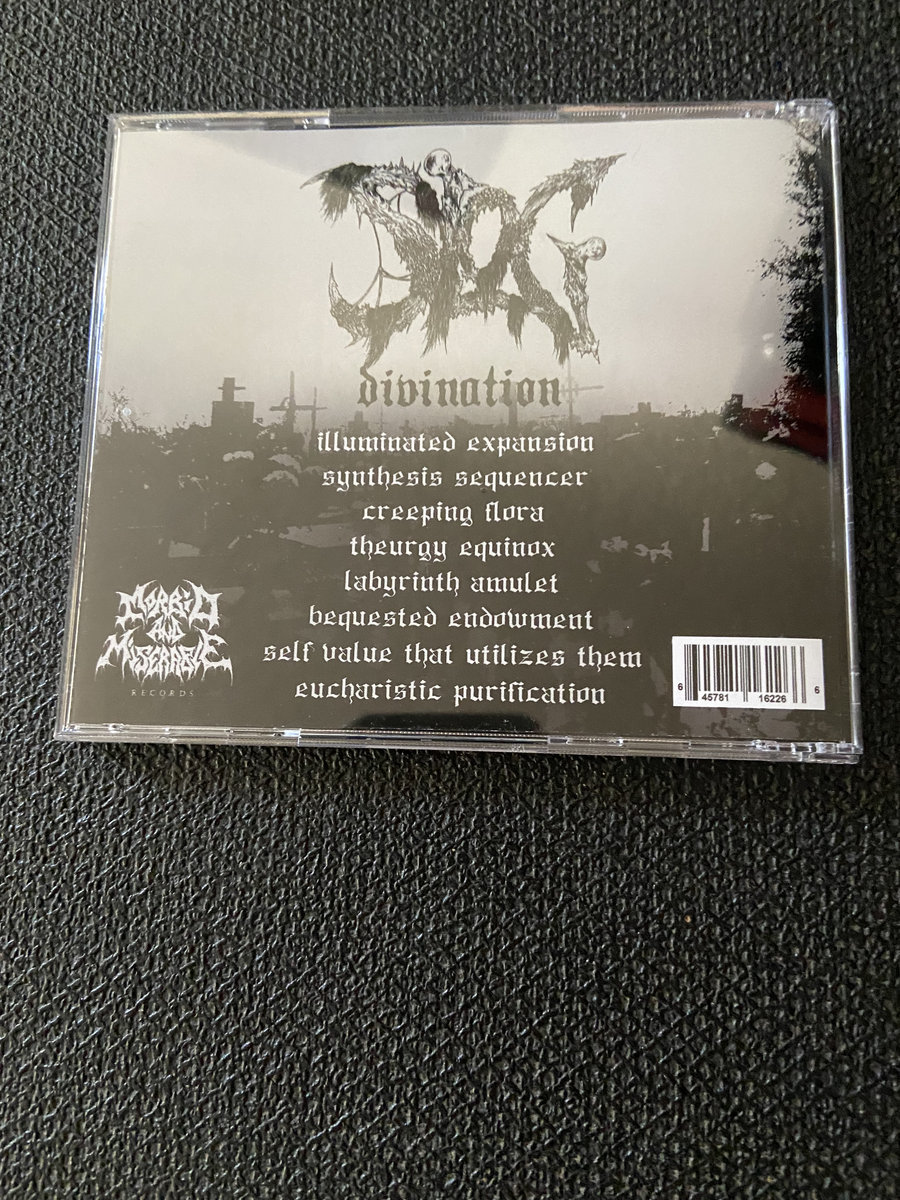 divination
illuminated expansion
synthesis sequencer
creeping flora
theurgy equinox
labyrinth amulet
bequested endowment
self value that utilizes them
eucharistic purification
MORBID
AND
MISERABLE
RECORDS
6 45781 16226 6